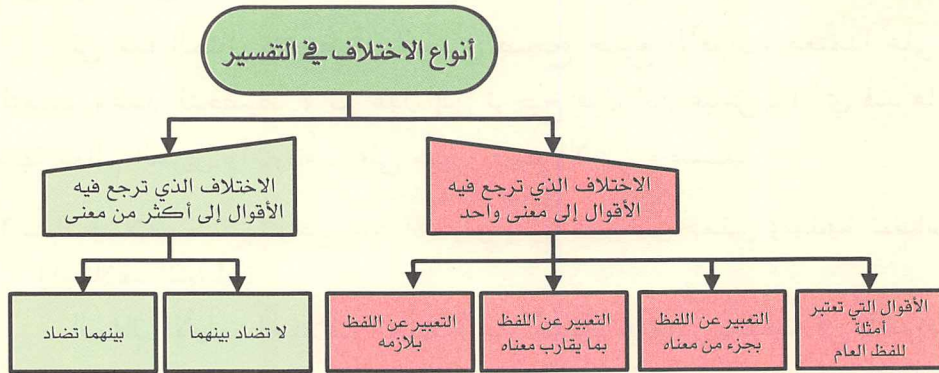 أنواع الاختلاف في التفسير
الاختلاف الذي ترجع فيه
الأقوال إلى معنى واحد
الاختلاف الذي ترجع فيه
الأقوال إلى أكثر من معنى
الأقوال التي تعتبر
أمثلة
للفظ العام
التعبير عن اللفظ
بجزء من معناه
التعبير عن اللفظ
بما يقارب معناه
التعبير عن اللفظ
بلازمه
لا تضاد بينهما
بينهما تضاد